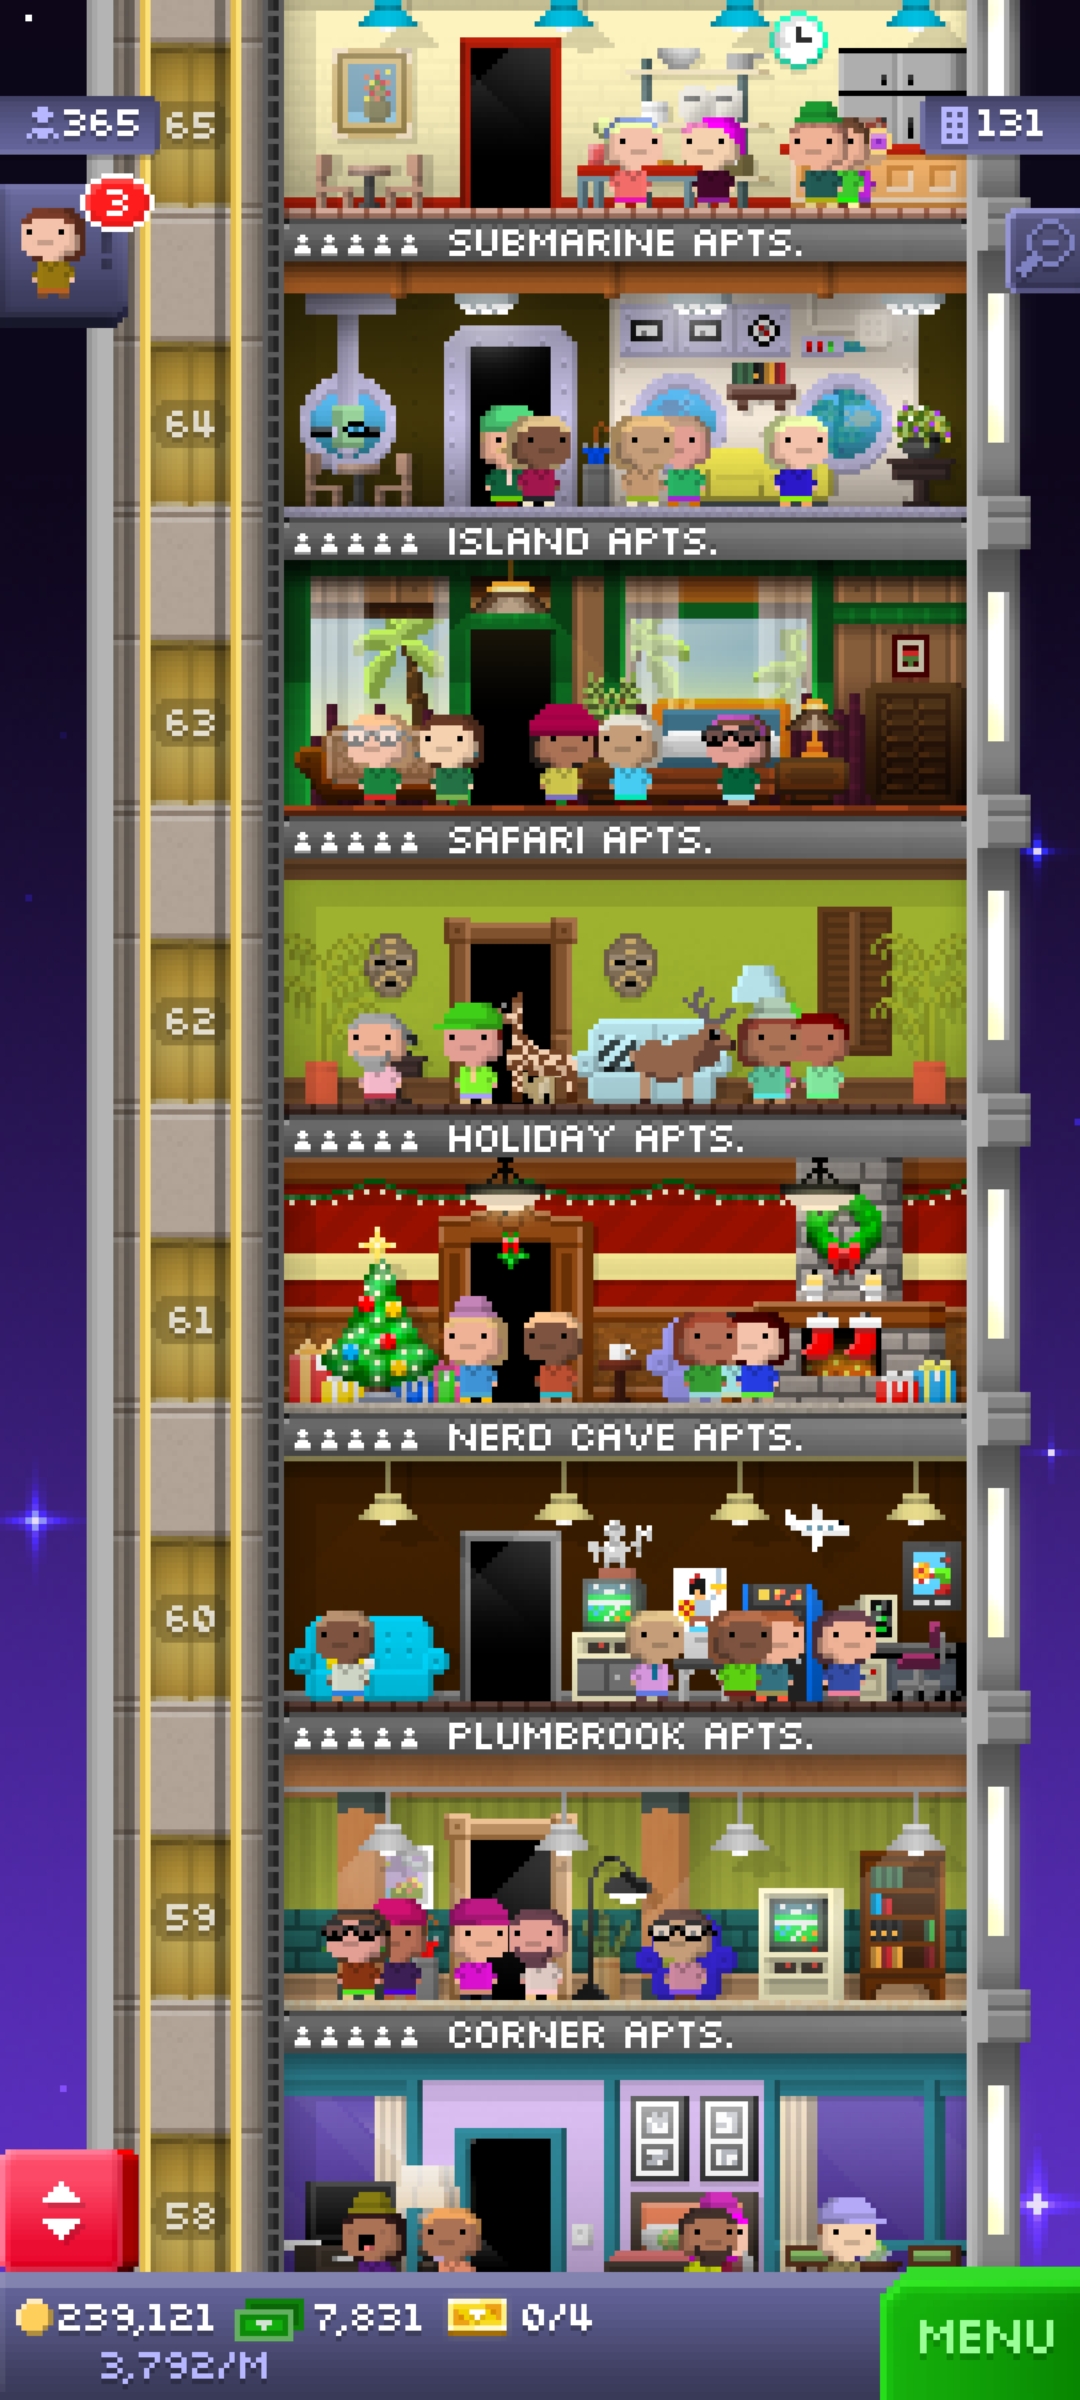 365
65
131
3
SUBMARINE APTS.
64
ISLAND APTS.
63
SAFARI APTS.
62
HOLIDAY APTS.
61
NERD CAVE APTS.
60
PLUMBROOK APTS.
59
CORNER APTS.
58
239,121 7,831 0/4
3,792/M
MENU